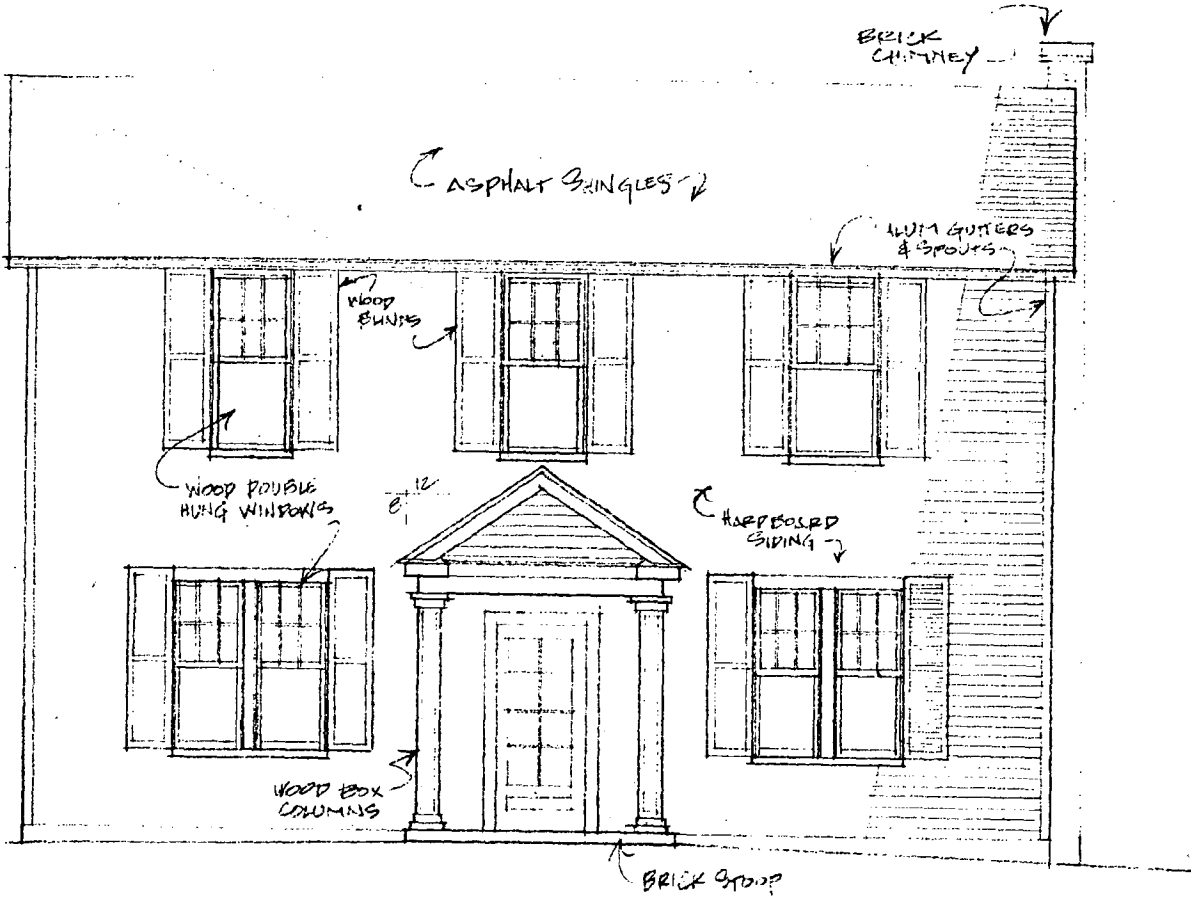 BRICK
CHIMNEY
ASPHALT SHINGLES
ALUM GUTTERS
& SPOUTS
WOOD
BLINDS
WOOD DOUBLE
HUNG WINDOWS
12
8
HARDBOARD
SIDING
WOOD BOX
COLUMNS
BRICK STOOP